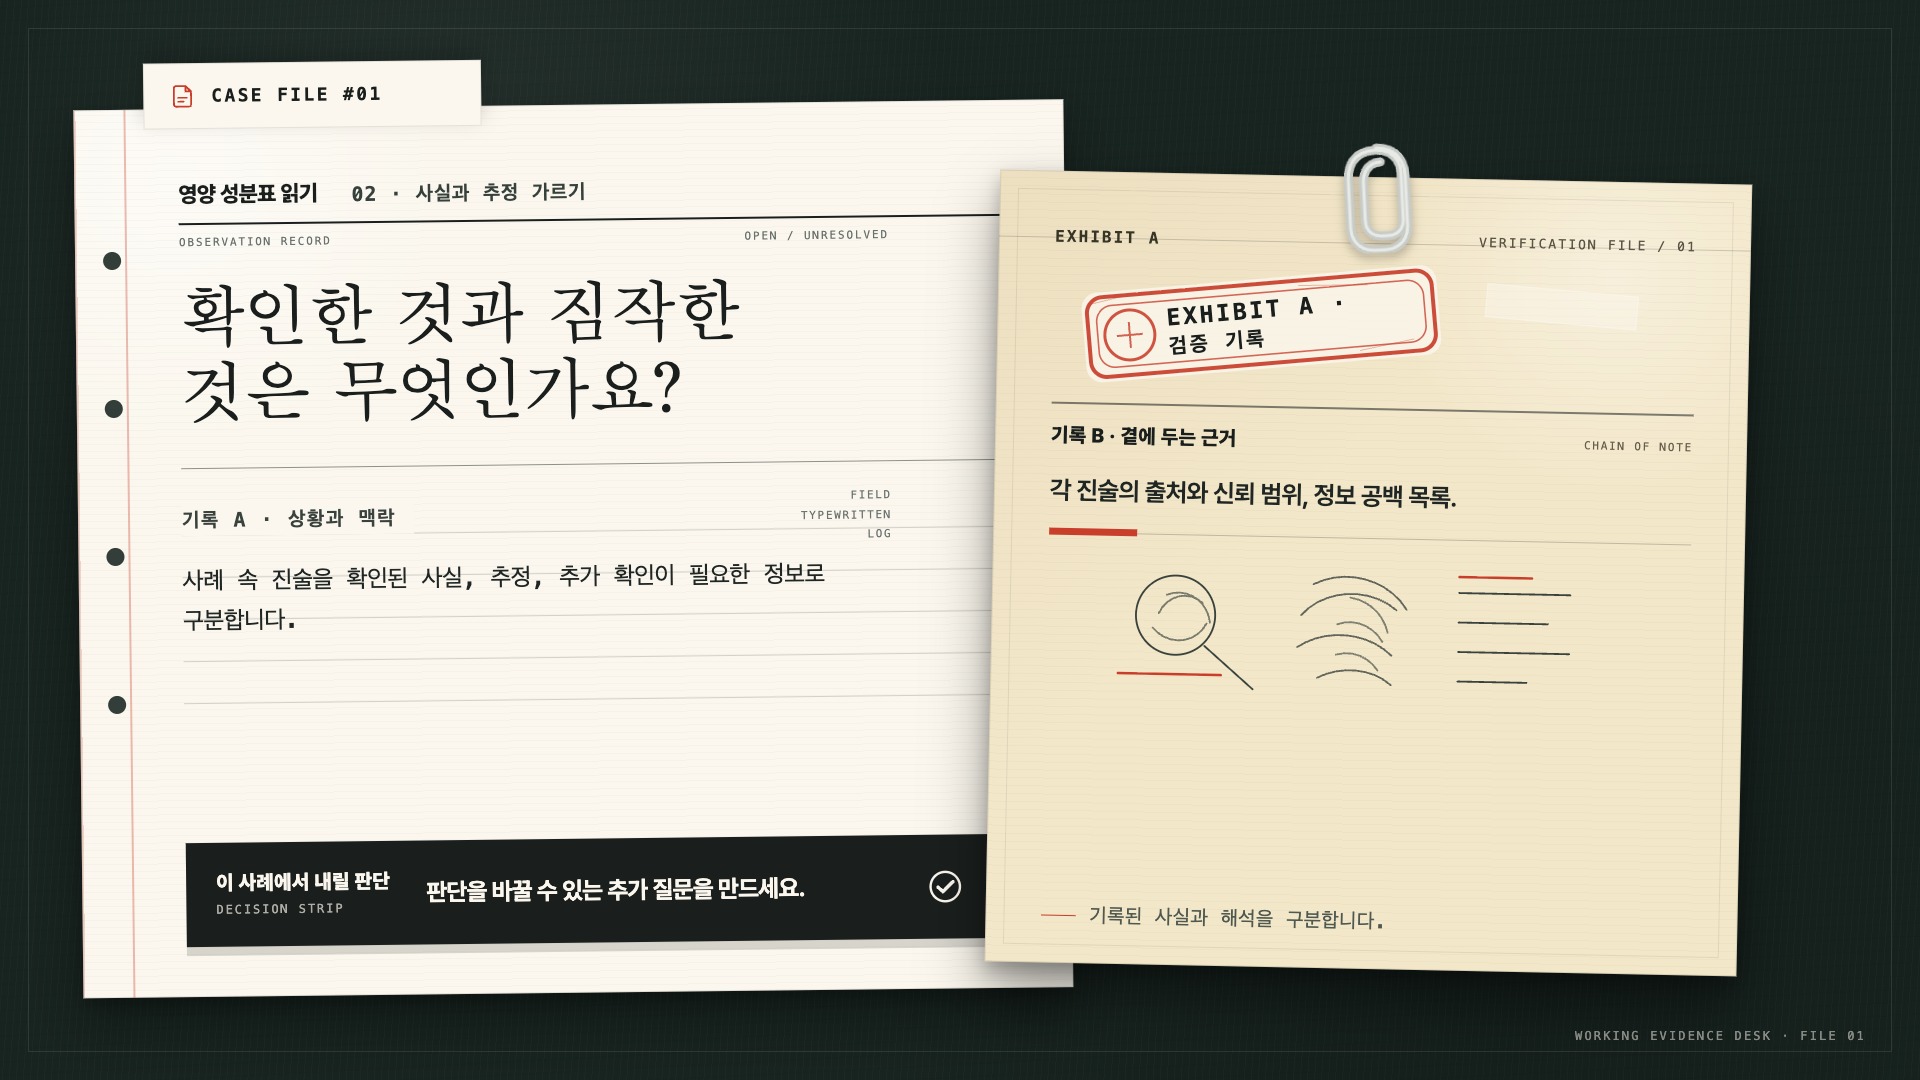 CASE FILE #01
영양 성분표 읽기 02 · 사실과 추정 가르기
OBSERVATION RECORD
OPEN / UNRESOLVED
확인한 것과 짐작한
것은 무엇인가요?
기록 A · 상황과 맥락
FIELD
TYPEWRITTEN
LOG
사례 속 진술을 확인된 사실, 추정, 추가 확인이 필요한 정보로
구분합니다.
이 사례에서 내릴 판단
DECISION STRIP
판단을 바꿀 수 있는 추가 질문을 만드세요.
EXHIBIT A
VERIFICATION FILE / 01
EXHIBIT A ·
검증 기록
기록 B · 곁에 두는 근거
CHAIN OF NOTE
각 진술의 출처와 신뢰 범위, 정보 공백 목록.
기록된 사실과 해석을 구분합니다.
WORKING EVIDENCE DESK · FILE 01